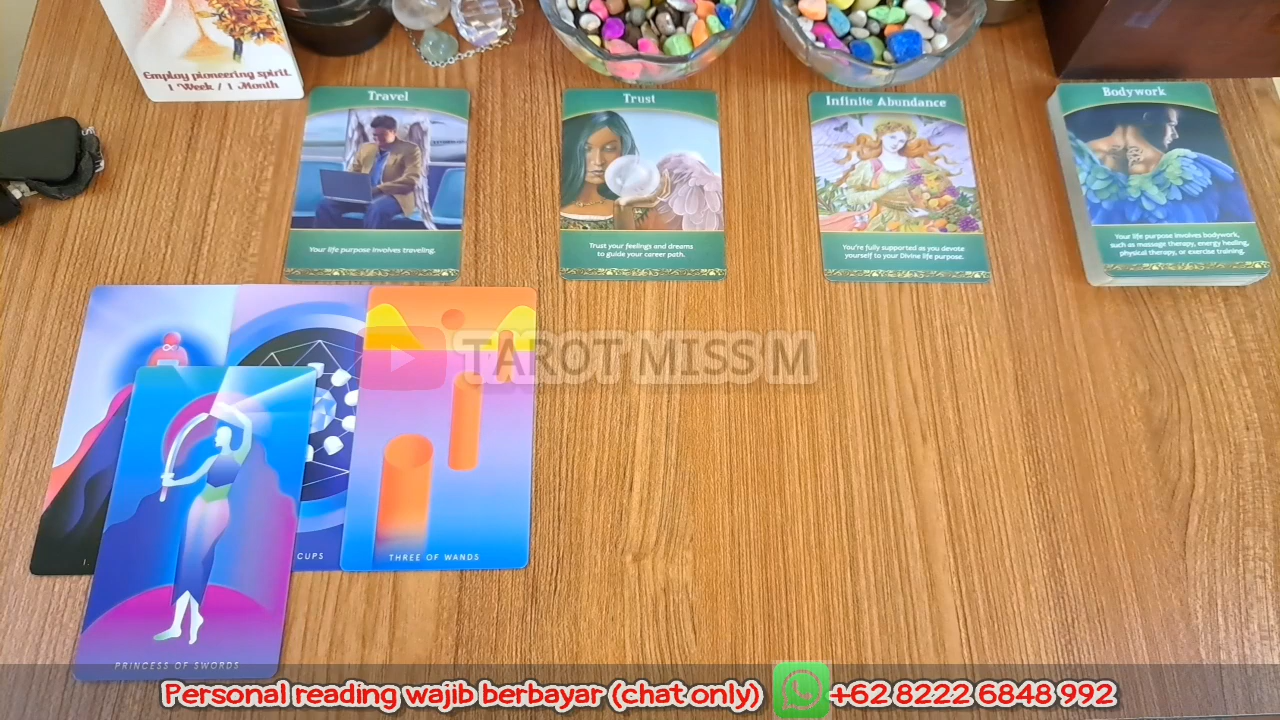 Employ pioneering spirit.
1 Week / 1 Month
Travel
Your life purpose involves traveling.
Trust
Trust your feelings and dreams
to guide your career path.
Infinite Abundance
You're fully supported as you devote
yourself to your Divine life purpose.
Bodywork
Your life purpose involves bodywork,
such as massage therapy, energy healing,
physical therapy, or exercise training.
TAROT MISS M
I.
CUPS
THREE OF WANDS
PRINCESS OF SWORDS
Personal reading wajib berbayar (chat only) +62 8222 6848 992